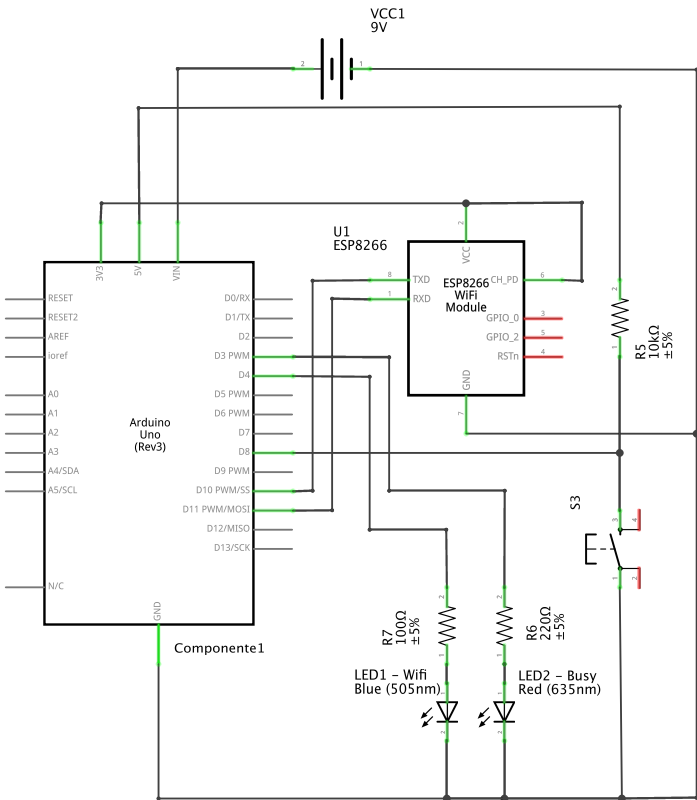 VCC1
9V
2
1
U1
ESP8266
3V3
5V
VIN
2
VCC
ESP8266
WiFi
Module
8
TXD
1
RXD
CH_PD
6
GPIO_0
3
GPIO_2
5
RSTn
4
GND
7
2
1
R5
10kΩ
±5%
RESET
RESET2
AREF
ioref
A0
A1
A2
A3
A4/SDA
A5/SCL
N/C
Arduino
Uno
(Rev3)
D0/RX
D1/TX
D2
D3 PWM
D4
D5 PWM
D6 PWM
D7
D8
D9 PWM
D10 PWM/SS
D11 PWM/MOSI
D12/MISO
D13/SCK
GND
Componente1
S3
3
4
1
2
2
1
R7
100Ω
±5%
2
1
R6
220Ω
±5%
LED1 - Wifi
Blue (505nm)
1
2
LED2 - Busy
Red (635nm)
1
2